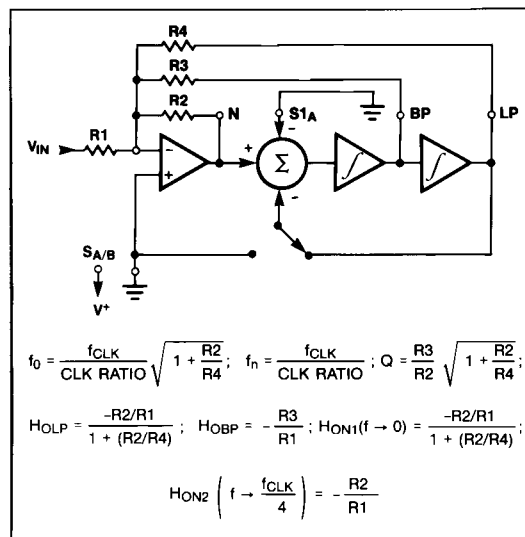 R4
R3
R2 N S1A BP LP
R1
VIN
- + - Σ ∫ ∫
+ -
SA/B
V+
f0 = fCLK / CLK RATIO √(1 + R2/R4); fn = fCLK / CLK RATIO; Q = R3/R2 √(1 + R2/R4);
HOLP = -R2/R1 / 1 + (R2/R4); HOBP = - R3/R1; HON1(f → 0) = -R2/R1 / 1 + (R2/R4);
HON2 (f → fCLK/4) = - R2/R1